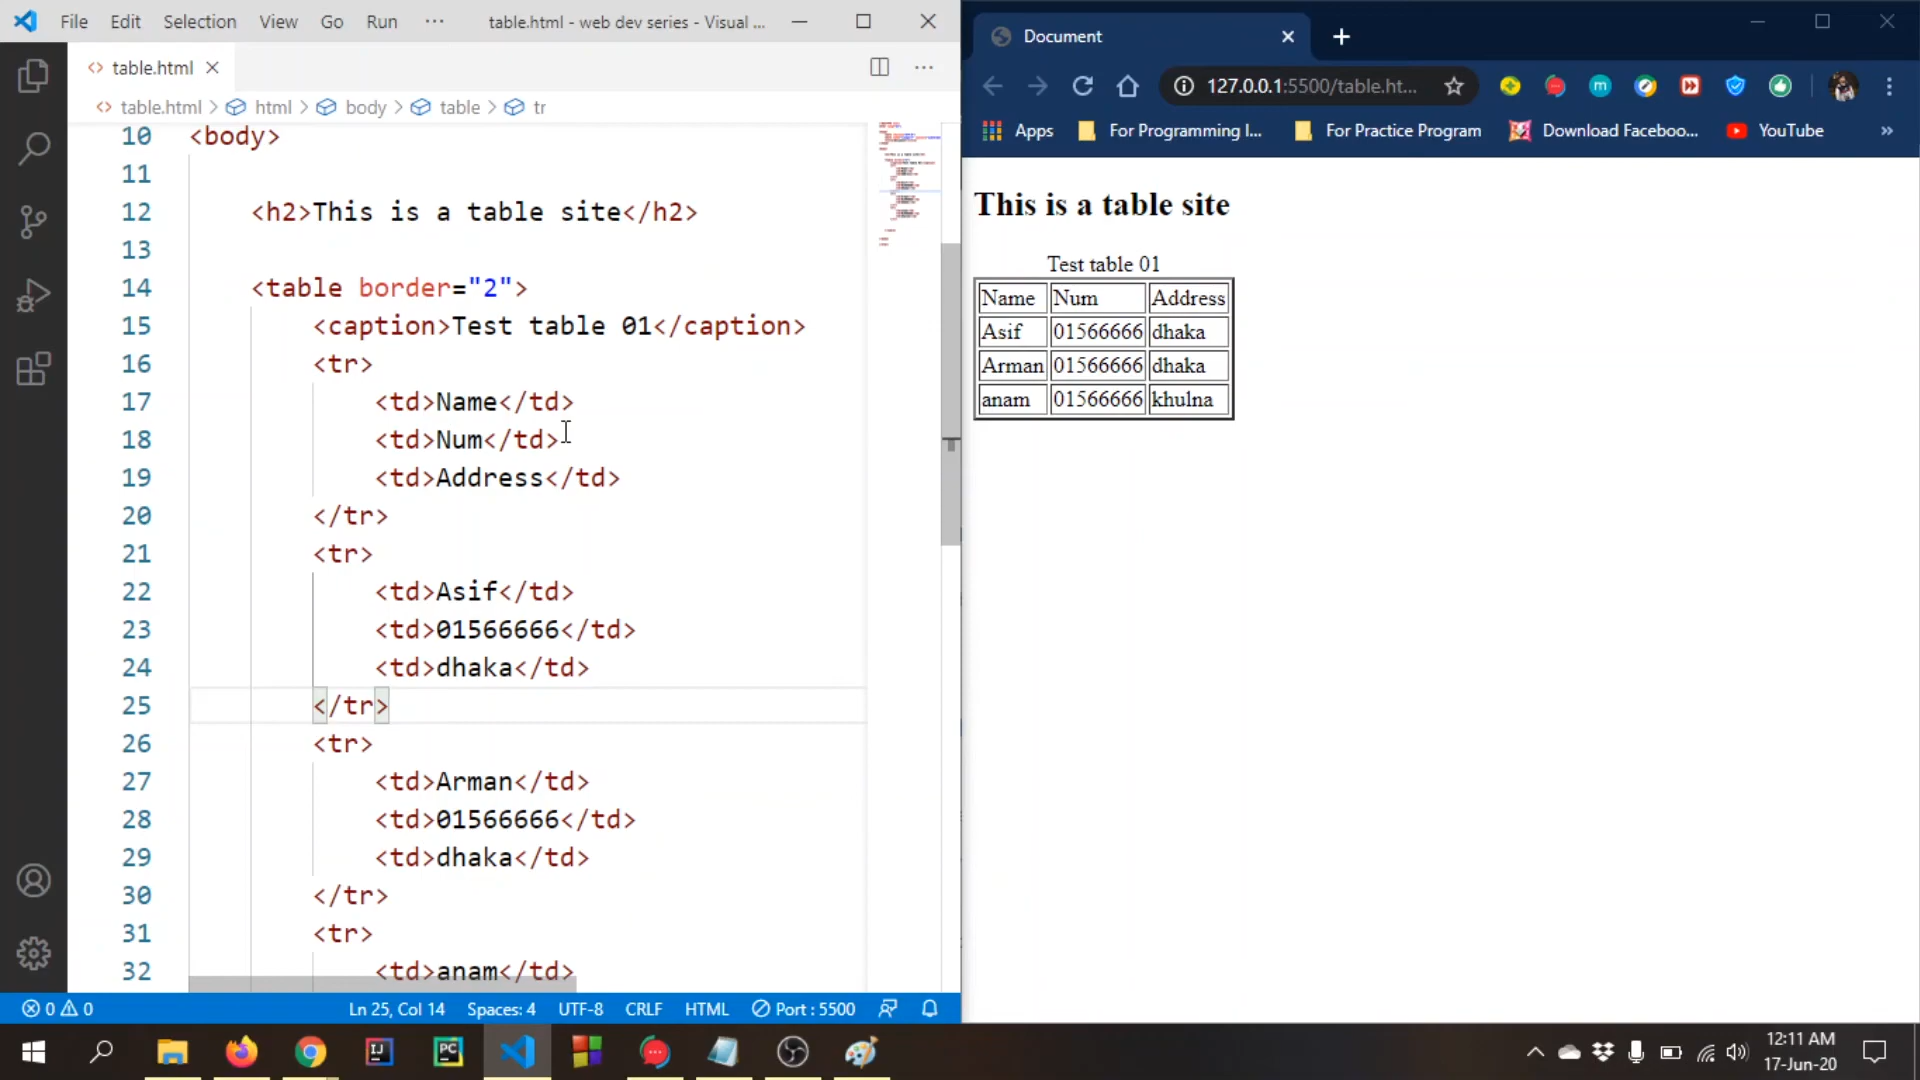 File Edit Selection View Go Run ··· table.html - web dev series - Visual ...
table.html
table.html > html > body > table > tr
10 <body>
11
12 <h2>This is a table site</h2>
13
14 <table border="2">
15 <caption>Test table 01</caption>
16 <tr>
17 <td>Name</td>
18 <td>Num</td>
19 <td>Address</td>
20 </tr>
21 <tr>
22 <td>Asif</td>
23 <td>01566666</td>
24 <td>dhaka</td>
25 </tr>
26 <tr>
27 <td>Arman</td>
28 <td>01566666</td>
29 <td>dhaka</td>
30 </tr>
31 <tr>
32 <td>anam</td>
0 0 Ln 25, Col 14 Spaces: 4 UTF-8 CRLF HTML Port : 5500
Document
127.0.0.1:5500/table.ht...
Apps For Programming I... For Practice Program Download Faceboo... YouTube »
This is a table site
Test table 01
Name Num Address
Asif 01566666 dhaka
Arman 01566666 dhaka
anam 01566666 khulna
IJ PC
12:11 AM
17-Jun-20